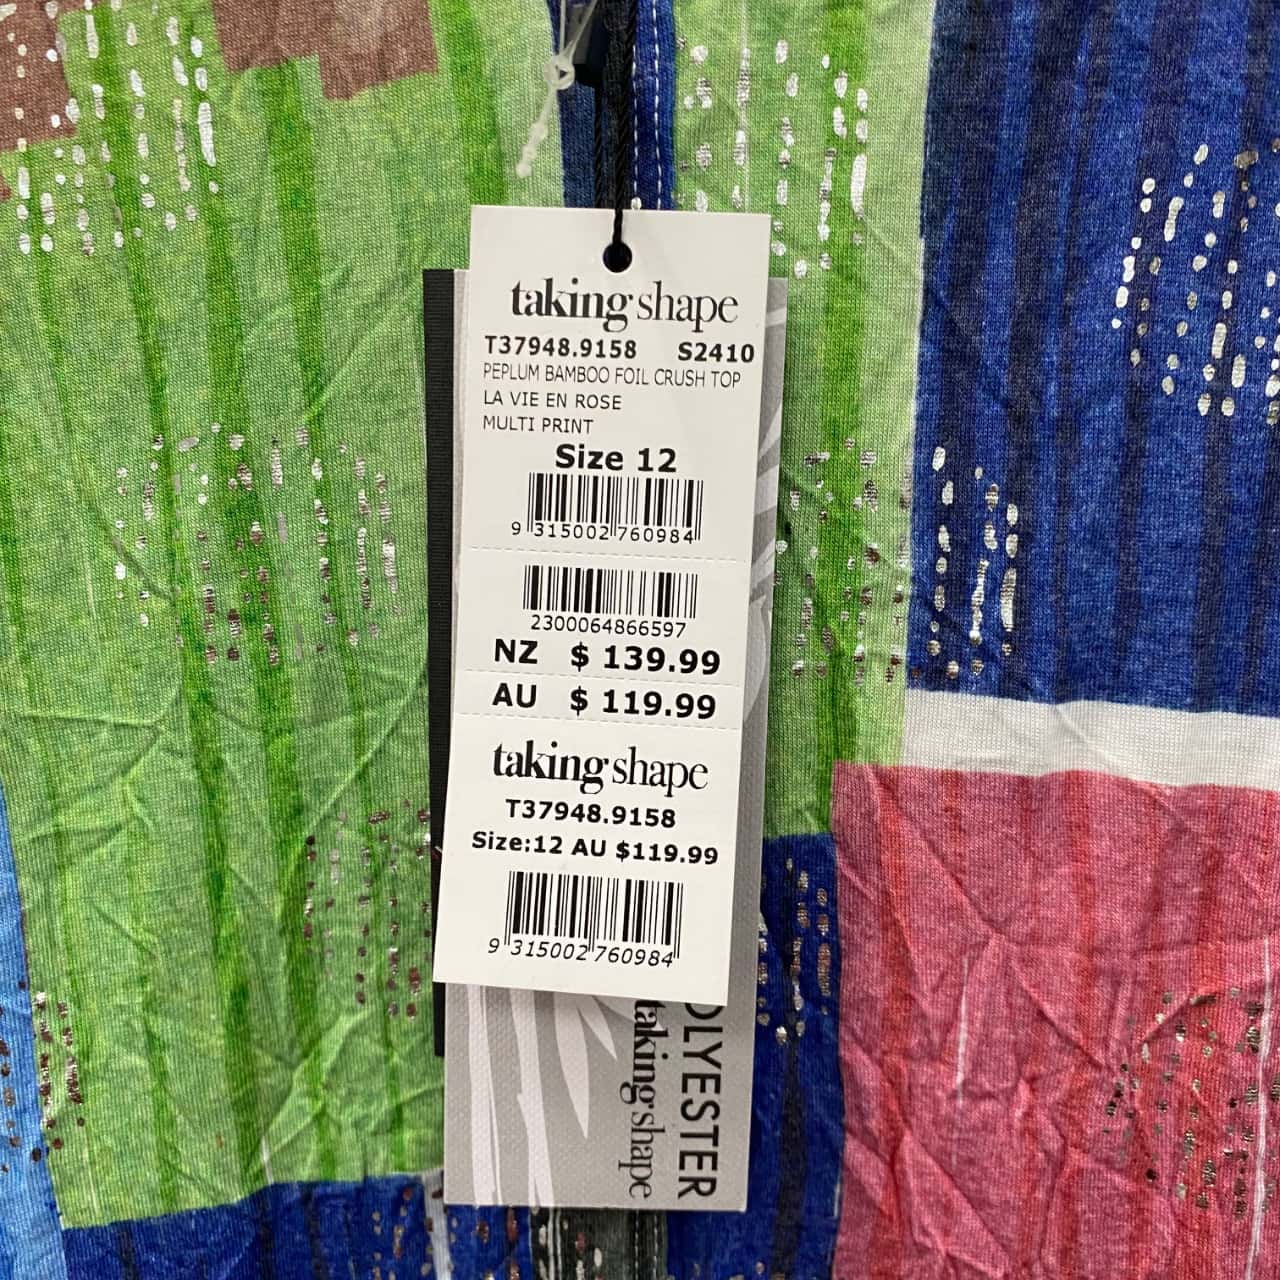 taking shape
T37948.9158 S2410
PEPLUM BAMBOO FOIL CRUSH TOP
LA VIE EN ROSE
MULTI PRINT
Size 12
9 315002 760984
2300064866597
NZ $ 139.99
AU $ 119.99
taking shape
T37948.9158
Size:12 AU $119.99
9 315002 760984
OLYESTER
taking shape